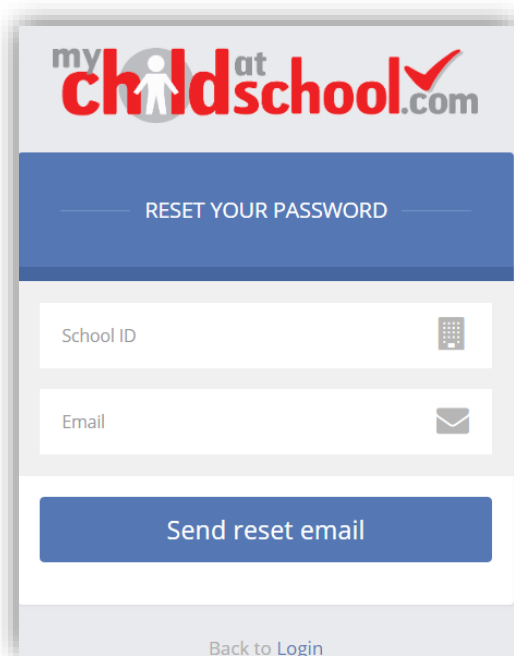 my child at school.com
RESET YOUR PASSWORD
School ID
Email
Send reset email
Back to Login